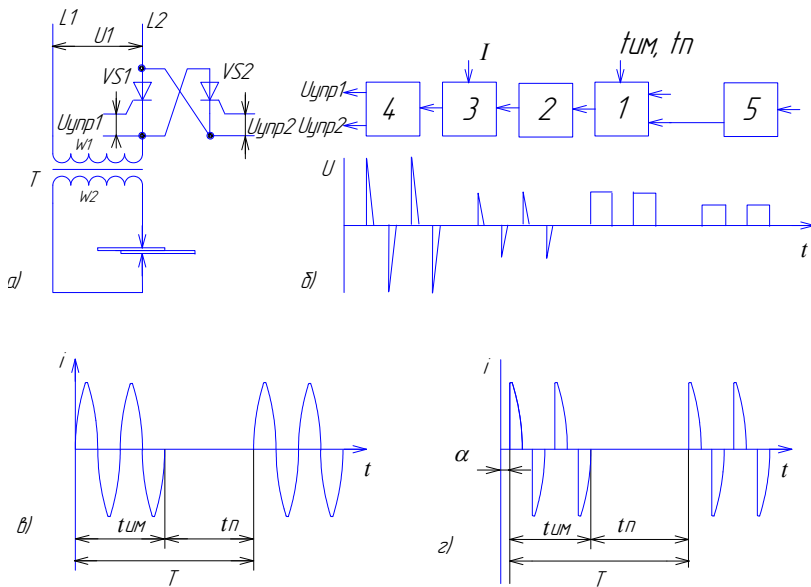 L1 L2
U1
VS1 VS2
Uупр1 Uупр2
W1
T
W2
а)
I tим, tп
Uупр1
Uупр2
4 3 2 1 5
U
t
б)
i
t
tим tп
T
в)
i
α
t
tим tп
T
г)